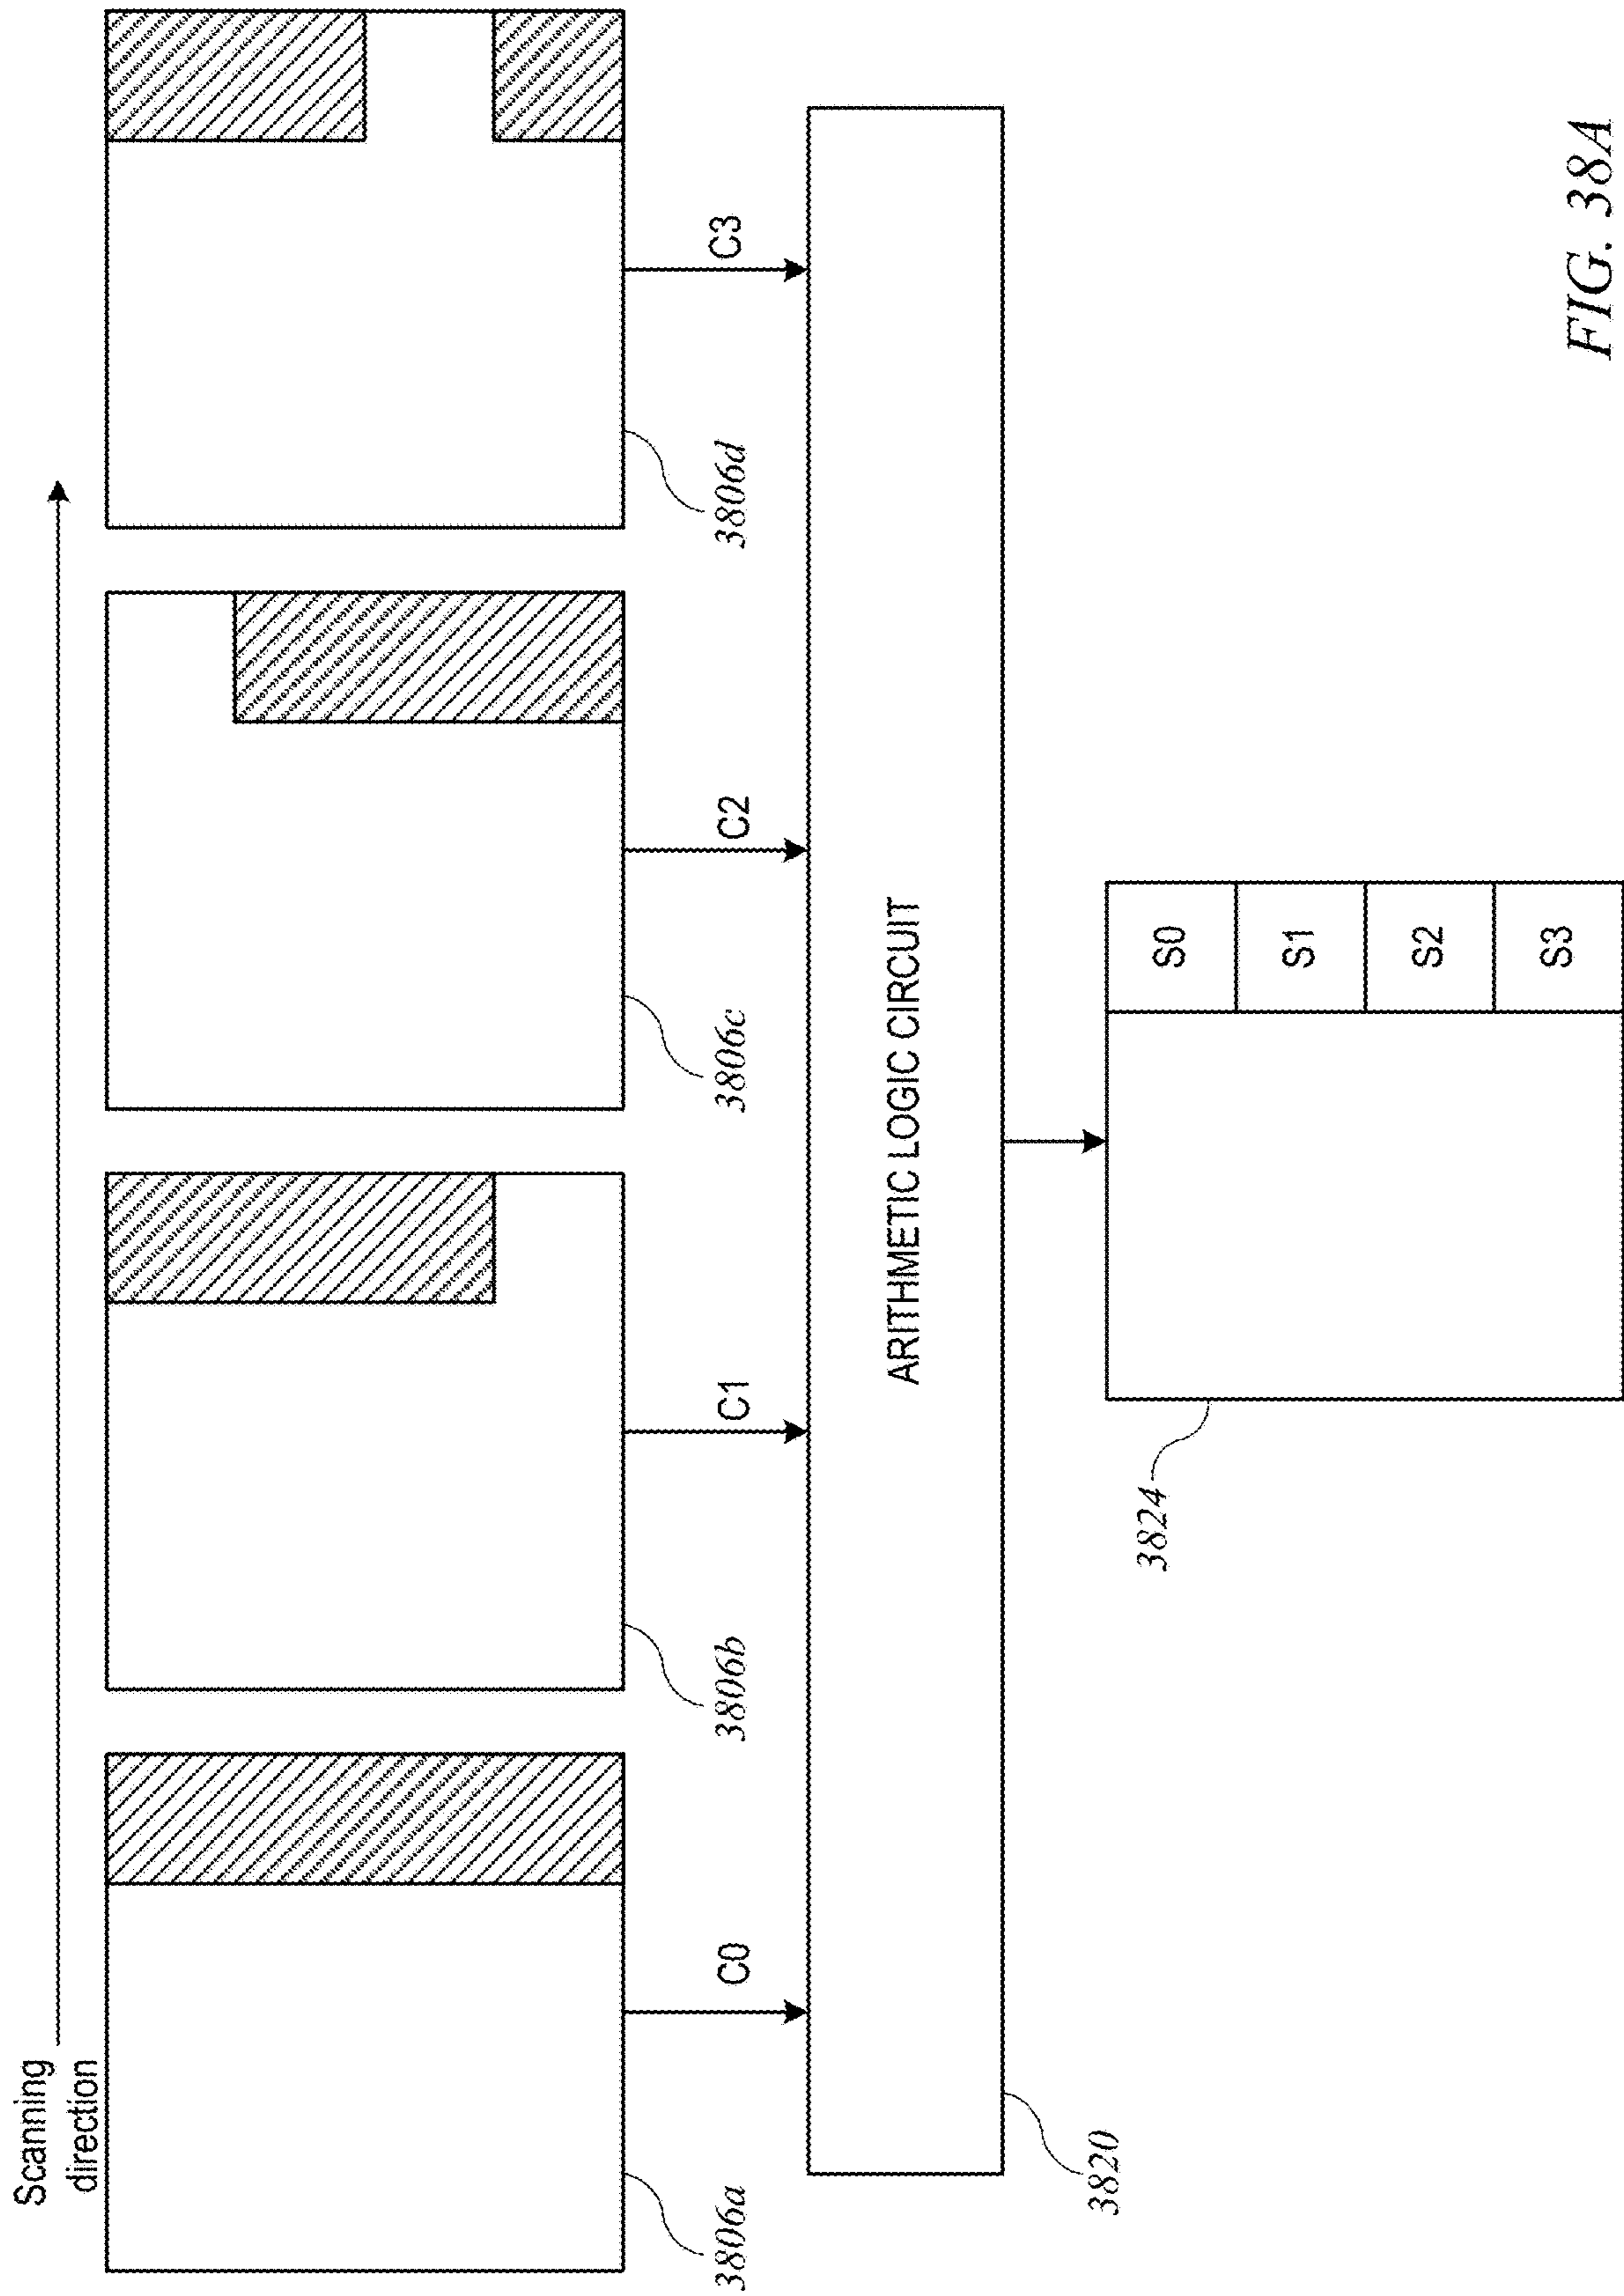 Scanning
direction
3806a
3806b
3806c
3806d
C0
C1
C2
C3
ARITHMETIC LOGIC CIRCUIT
3820
3824
S0
S1
S2
S3
FIG. 38A